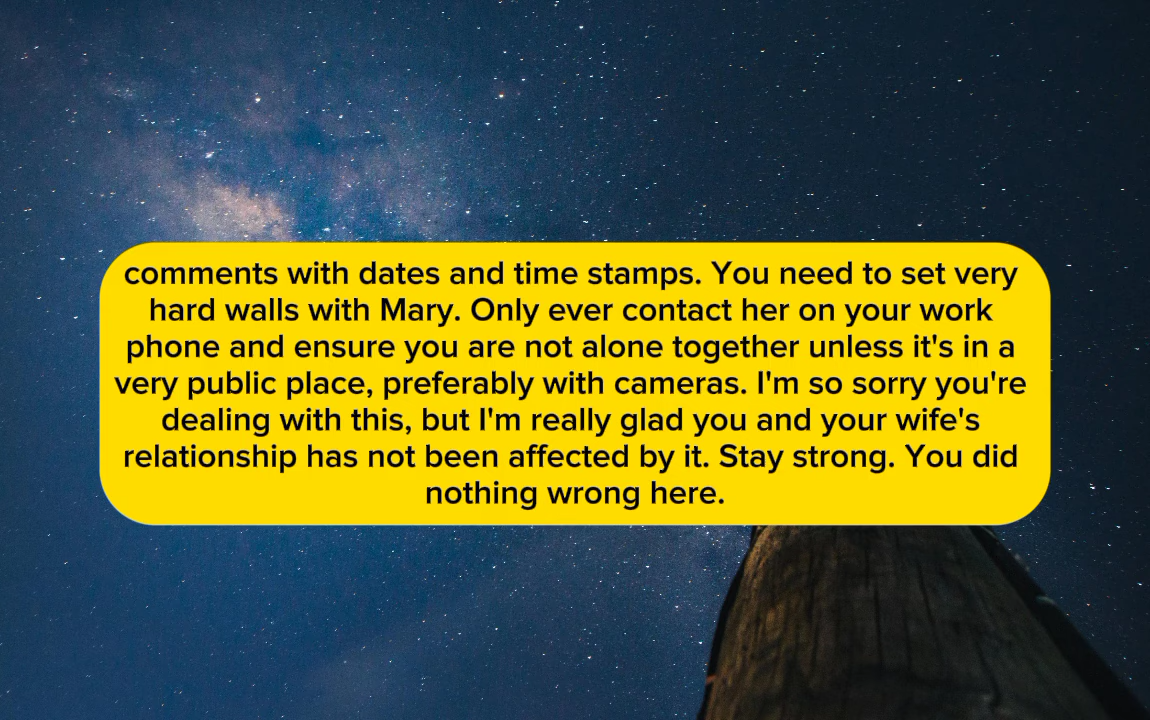 comments with dates and time stamps. You need to set very
hard walls with Mary. Only ever contact her on your work
phone and ensure you are not alone together unless it's in a
very public place, preferably with cameras. I'm so sorry you're
dealing with this, but I'm really glad you and your wife's
relationship has not been affected by it. Stay strong. You did
nothing wrong here.